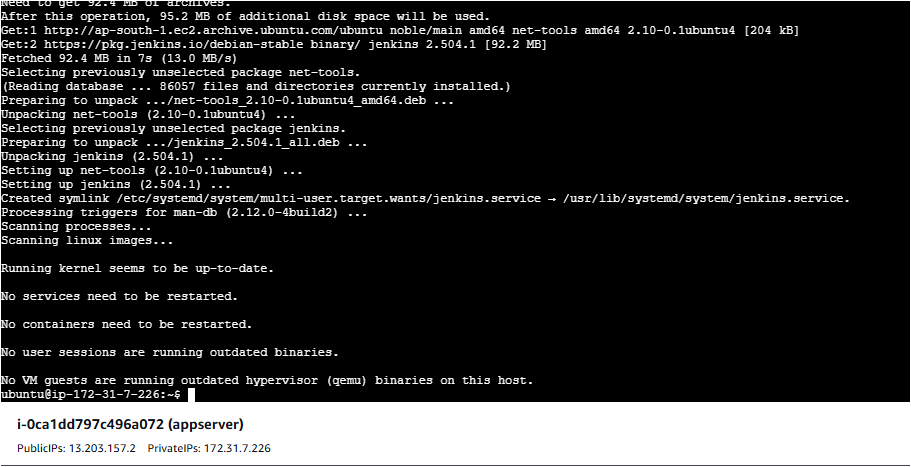 Need to get 92.4 MB of archives.
After this operation, 95.2 MB of additional disk space will be used.
Get:1 http://ap-south-1.ec2.archive.ubuntu.com/ubuntu noble/main amd64 net-tools amd64 2.10-0.1ubuntu4 [204 kB]
Get:2 https://pkg.jenkins.io/debian-stable binary/ jenkins 2.504.1 [92.2 MB]
Fetched 92.4 MB in 7s (13.0 MB/s)
Selecting previously unselected package net-tools.
(Reading database ... 86057 files and directories currently installed.)
Preparing to unpack .../net-tools_2.10-0.1ubuntu4_amd64.deb ...
Unpacking net-tools (2.10-0.1ubuntu4) ...
Selecting previously unselected package jenkins.
Preparing to unpack .../jenkins_2.504.1_all.deb ...
Unpacking jenkins (2.504.1) ...
Setting up net-tools (2.10-0.1ubuntu4) ...
Setting up jenkins (2.504.1) ...
Created symlink /etc/systemd/system/multi-user.target.wants/jenkins.service → /usr/lib/systemd/system/jenkins.service.
Processing triggers for man-db (2.12.0-4build2) ...
Scanning processes...
Scanning linux images...
Running kernel seems to be up-to-date.
No services need to be restarted.
No containers need to be restarted.
No user sessions are running outdated binaries.
No VM guests are running outdated hypervisor (qemu) binaries on this host.
ubuntu@ip-172-31-7-226:~$
i-0ca1dd797c496a072 (appserver)
PublicIPs: 13.203.157.2 PrivateIPs: 172.31.7.226